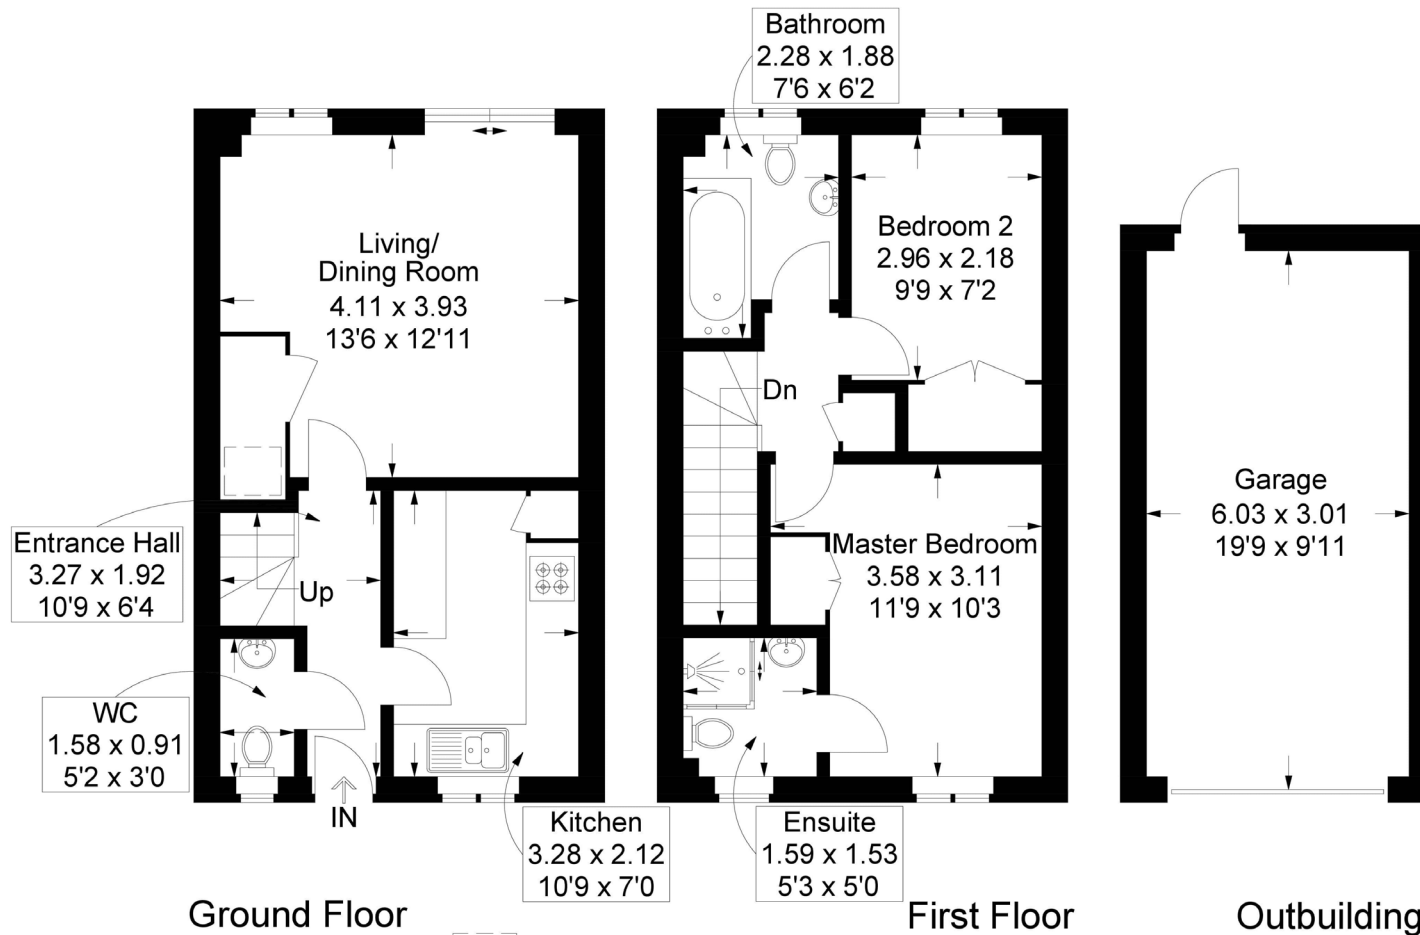 Bathroom
2.28 x 1.88
7'6 x 6'2
Living/
Dining Room
4.11 x 3.93
13'6 x 12'11
Bedroom 2
2.96 x 2.18
9'9 x 7'2
Dn
Garage
6.03 x 3.01
19'9 x 9'11
Entrance Hall
3.27 x 1.92
10'9 x 6'4
Up
Master Bedroom
3.58 x 3.11
11'9 x 10'3
WC
1.58 x 0.91
5'2 x 3'0
IN
Kitchen
3.28 x 2.12
10'9 x 7'0
Ensuite
1.59 x 1.53
5'3 x 5'0
Ground Floor
First Floor
Outbuilding